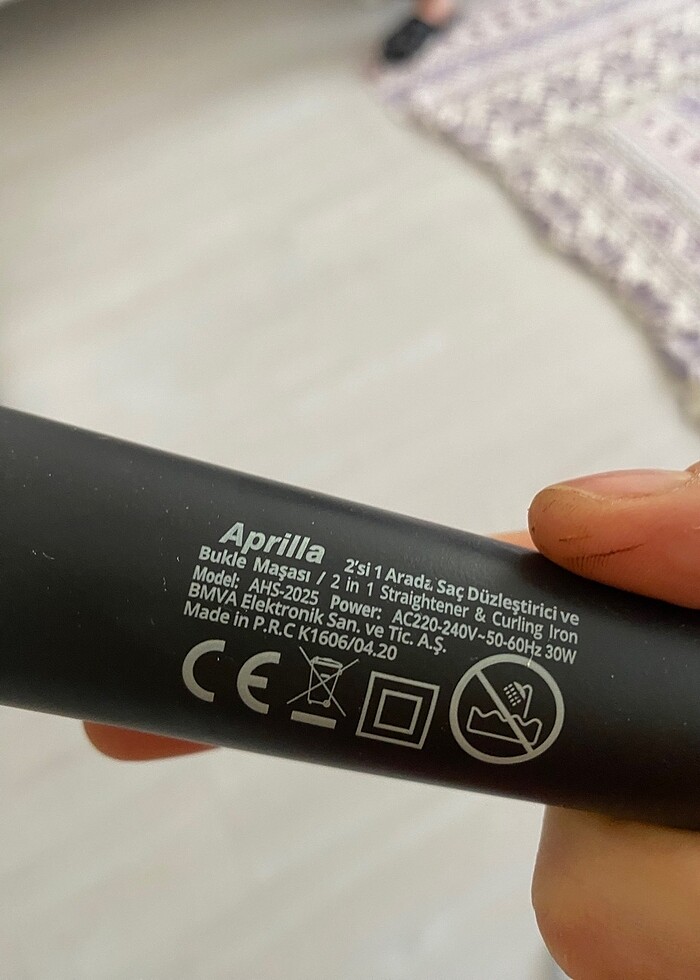 Aprilla
2'si 1 Arada Saç Düzleştirici ve
Bukle Maşası / 2 in 1 Straightener & Curling Iron
Model: AHS-2025 Power: AC220-240V~50-60Hz 30W
BMVA Elektronik San. ve Tic. A.Ş.
Made in P.R.C K1606/04.20
CE